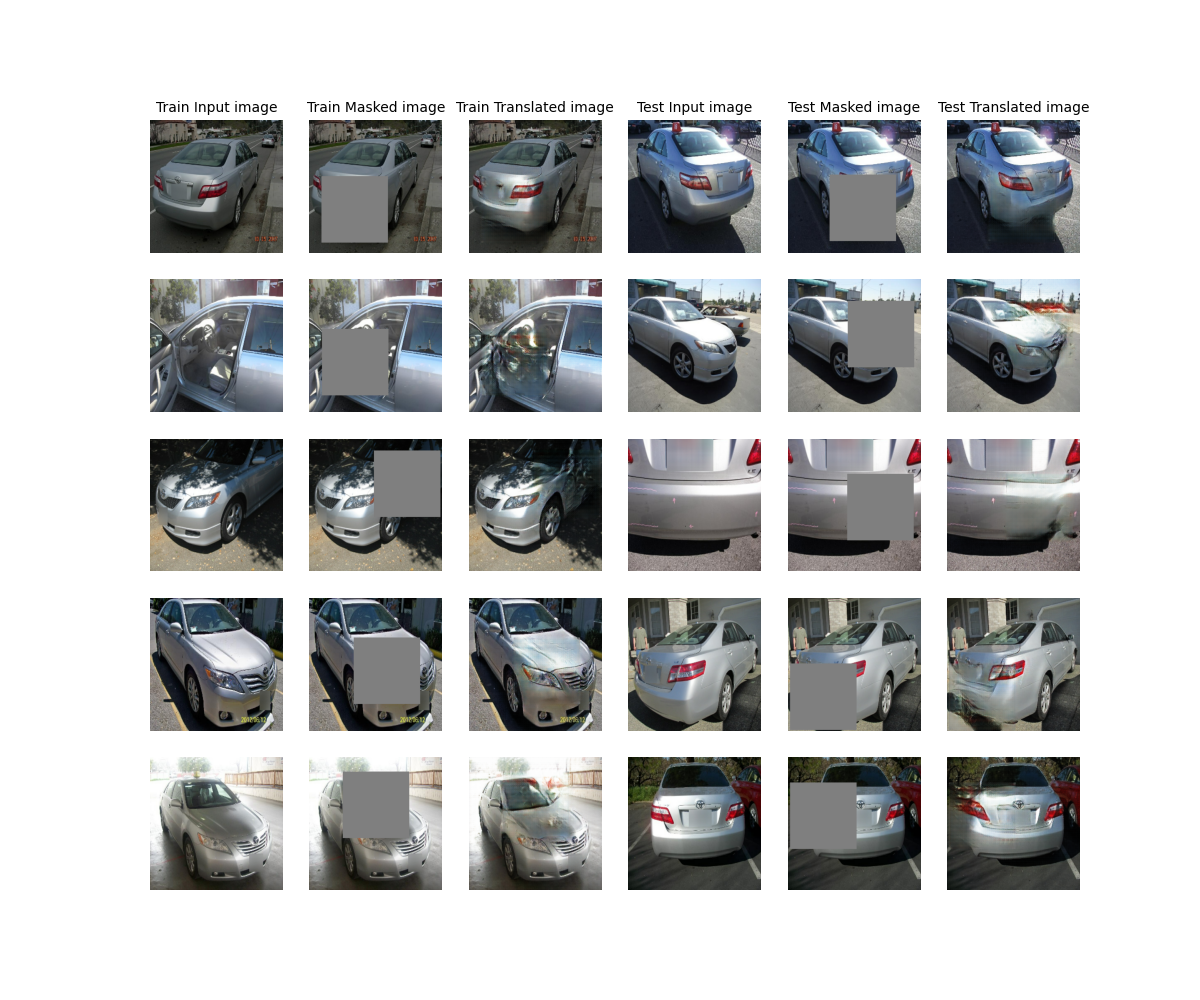 Train Input image
Train Masked image
Train Translated image
Test Input image
Test Masked image
Test Translated image